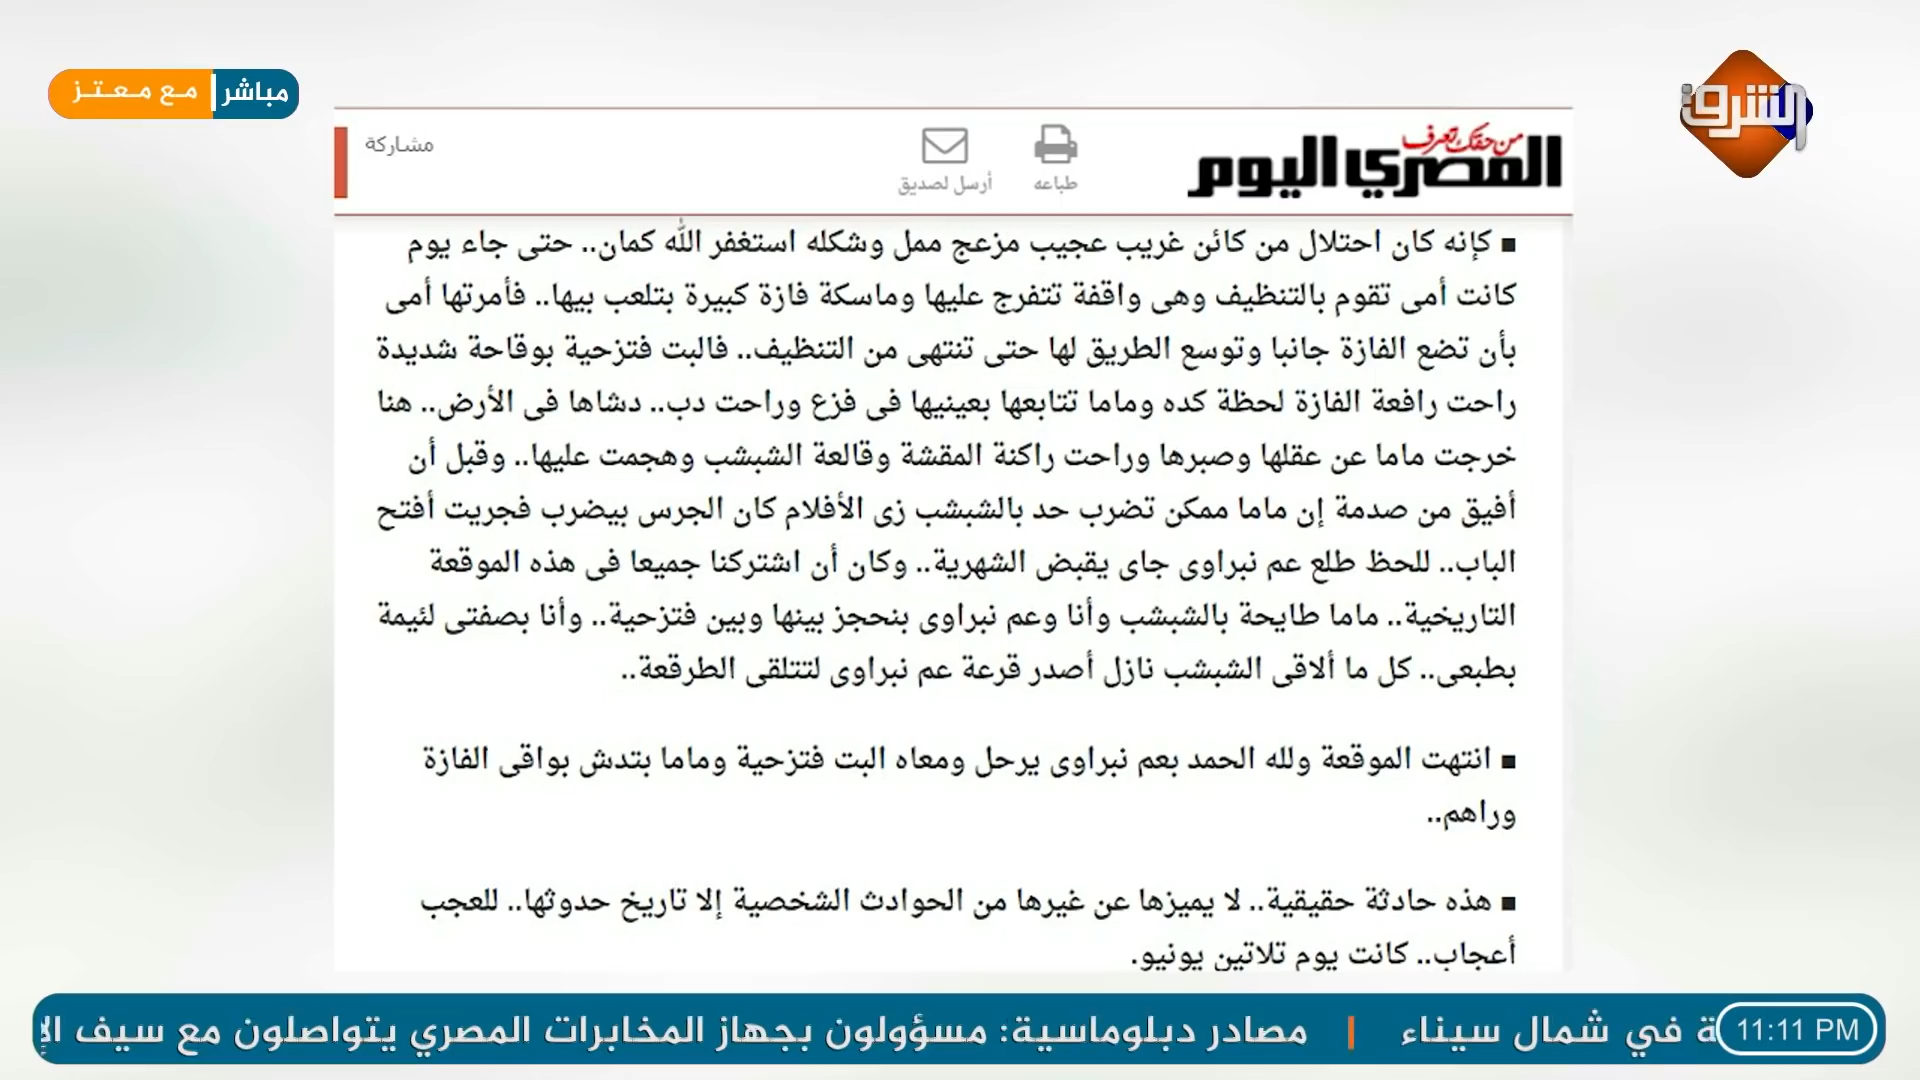 مباشر مع معتز
الشرق
من حقك تعرف
المصري اليوم
طباعه
أرسل لصديق
مشاركة
■ كإنه كان احتلال من كائن غريب عجيب مزعج ممل وشكله استغفر الله كمان.. حتى جاء يوم
كانت أمى تقوم بالتنظيف وهى واقفة تتفرج عليها وماسكة فازة كبيرة بتلعب بيها.. فأمرتها أمى
بأن تضع الفازة جانبا وتوسع الطريق لها حتى تنتهى من التنظيف.. فالبت فتزحية بوقاحة شديدة
راحت رافعة الفازة لحظة كده وماما تتابعها بعينيها فى فزع وراحت دب.. دشاها فى الأرض.. هنا
خرجت ماما عن عقلها وصبرها وراحت راكنة المقشة وقالعة الشبشب وهجمت عليها.. وقبل أن
أفيق من صدمة إن ماما ممكن تضرب حد بالشبشب زى الأفلام كان الجرس بيضرب فجريت أفتح
الباب.. للحظ طلع عم نبراوى جاى يقبض الشهرية.. وكان أن اشتركنا جميعا فى هذه الموقعة
التاريخية.. ماما طايحة بالشبشب وأنا وعم نبراوى بنحجز بينها وبين فتزحية.. وأنا بصفتى لئيمة
بطبعى.. كل ما ألاقى الشبشب نازل أصدر قرعة عم نبراوى لتتلقى الطرقعة..
■ انتهت الموقعة ولله الحمد بعم نبراوى يرحل ومعاه البت فتزحية وماما بتدش بواقى الفازة
وراهم..
■ هذه حادثة حقيقية.. لا يميزها عن غيرها من الحوادث الشخصية إلا تاريخ حدوثها.. للعجب
أعجاب.. كانت يوم تلاتين يونيو.
11:11 PM
في شمال سيناء | مصادر دبلوماسية: مسؤولون بجهاز المخابرات المصري يتواصلون مع سيف